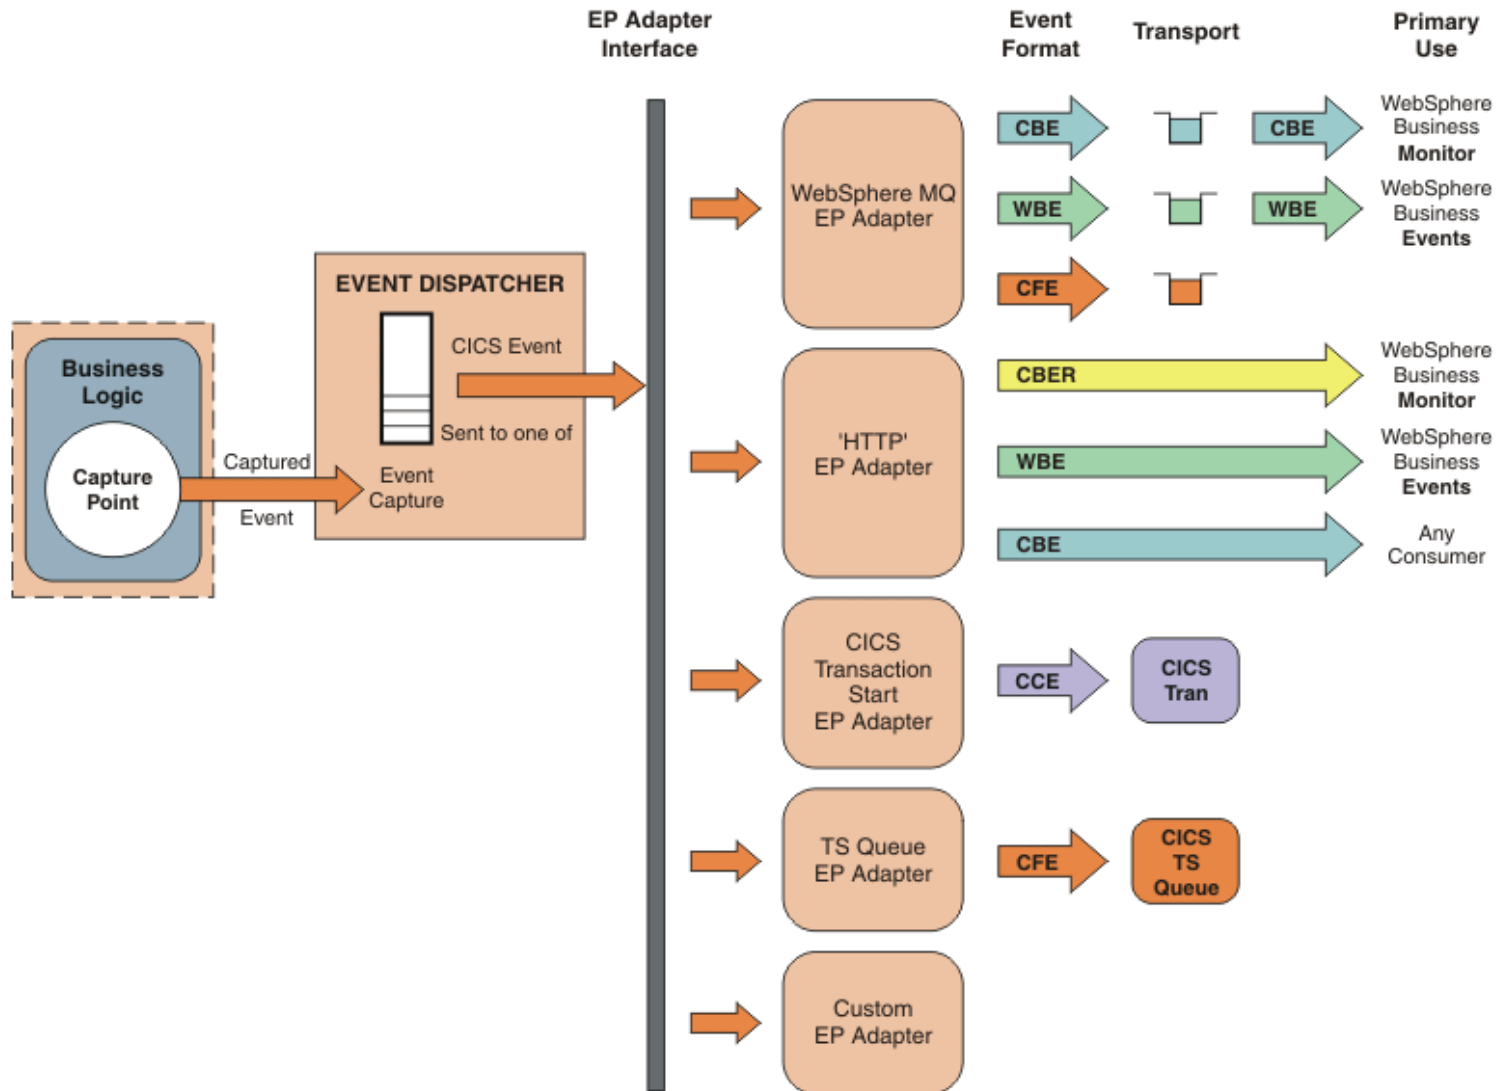 EP Adapter
Interface
Event
Format
Transport
Primary
Use
WebSphere MQ
EP Adapter
CBE
CBE
WebSphere
Business
Monitor
WBE
WBE
WebSphere
Business
Events
CFE
EVENT DISPATCHER
CICS Event
Sent to one of
Event
Capture
Business
Logic
Capture
Point
Captured
Event
'HTTP'
EP Adapter
CBER
WebSphere
Business
Monitor
WBE
WebSphere
Business
Events
CBE
Any
Consumer
CICS
Transaction
Start
EP Adapter
CCE
CICS
Tran
TS Queue
EP Adapter
CFE
CICS
TS
Queue
Custom
EP Adapter